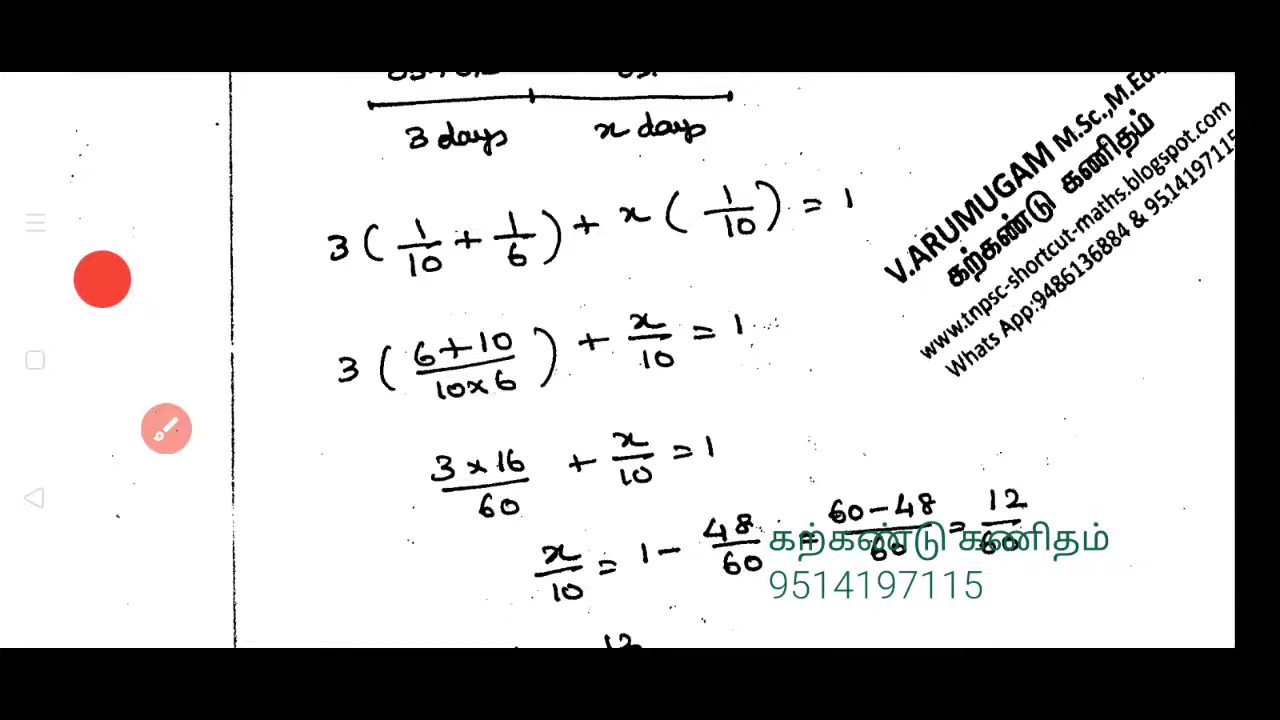 3 days x days
3 ( 1/10 + 1/6 ) + x ( 1/10 ) = 1
3 ( 6+10 / 10×6 ) + x/10 = 1
3×16 / 60 + x/10 = 1
x/10 = 1 - 48/60 = 60-48 / 60 = 12/60
12
V.ARUMUGAM M.Sc.,M.Ed.
கற்கண்டு கணிதம்
www.tnpsc-shortcut-maths.blogspot.com
Whats App:9486136884 & 9514197115
கற்கண்டு கணிதம்
9514197115